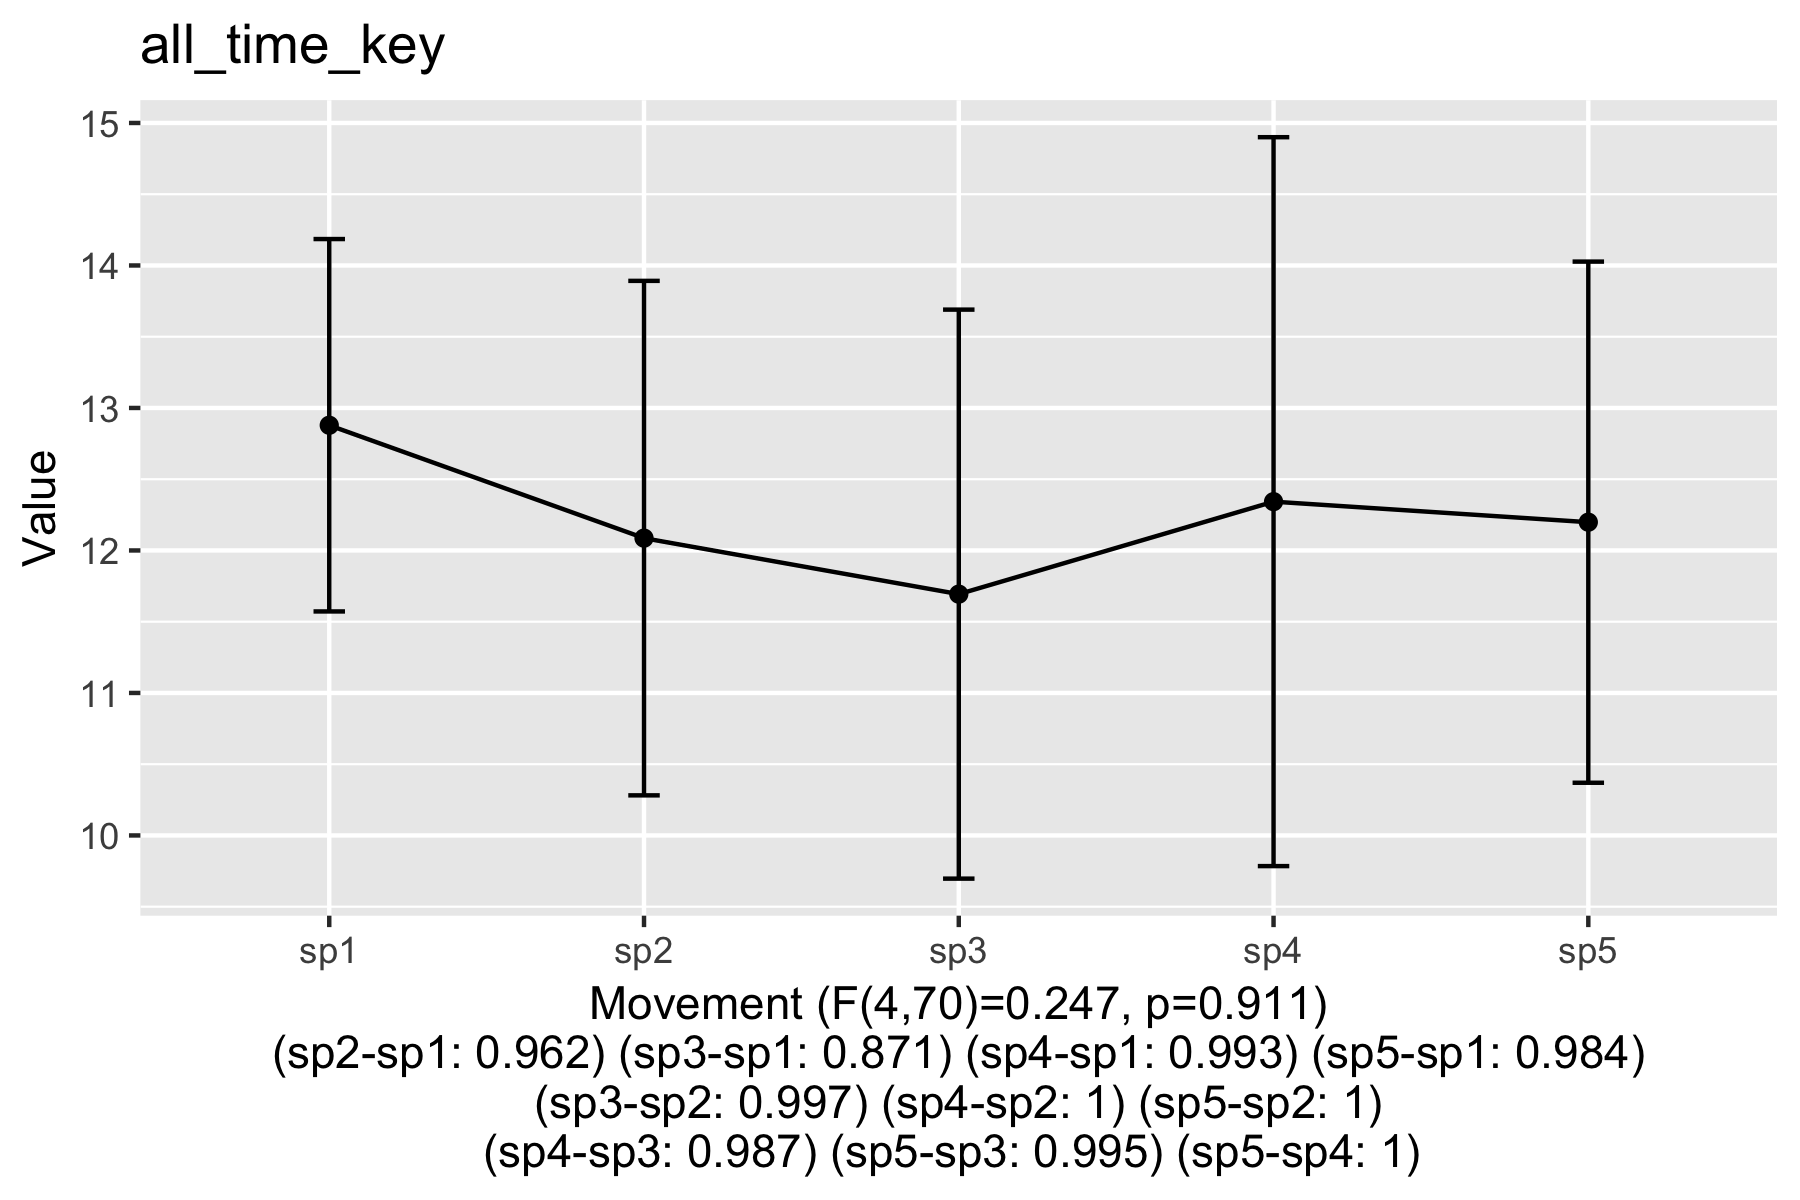 all_time_key
15
14
13
12
11
10
Value
sp1 sp2 sp3 sp4 sp5
Movement (F(4,70)=0.247, p=0.911)
(sp2-sp1: 0.962) (sp3-sp1: 0.871) (sp4-sp1: 0.993) (sp5-sp1: 0.984)
(sp3-sp2: 0.997) (sp4-sp2: 1) (sp5-sp2: 1)
(sp4-sp3: 0.987) (sp5-sp3: 0.995) (sp5-sp4: 1)